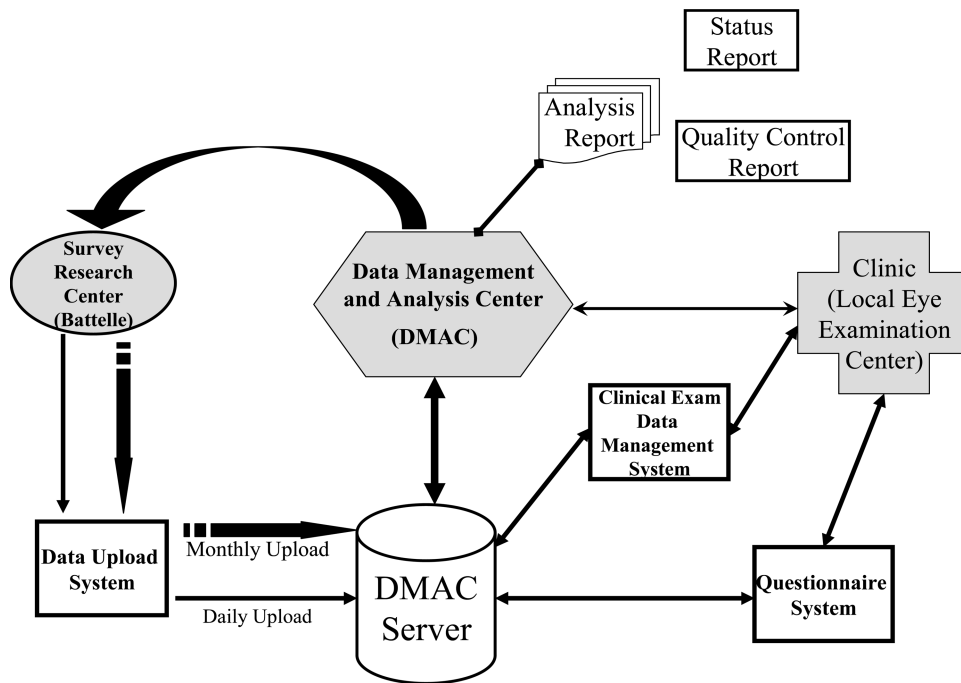 Status
Report
Analysis
Report
Quality Control
Report
Survey
Research
Center
(Battelle)
Data Management
and Analysis Center
(DMAC)
Clinic
(Local Eye
Examination
Center)
Clinical Exam
Data
Management
System
Data Upload
System
Monthly Upload
Daily Upload
DMAC
Server
Questionnaire
System